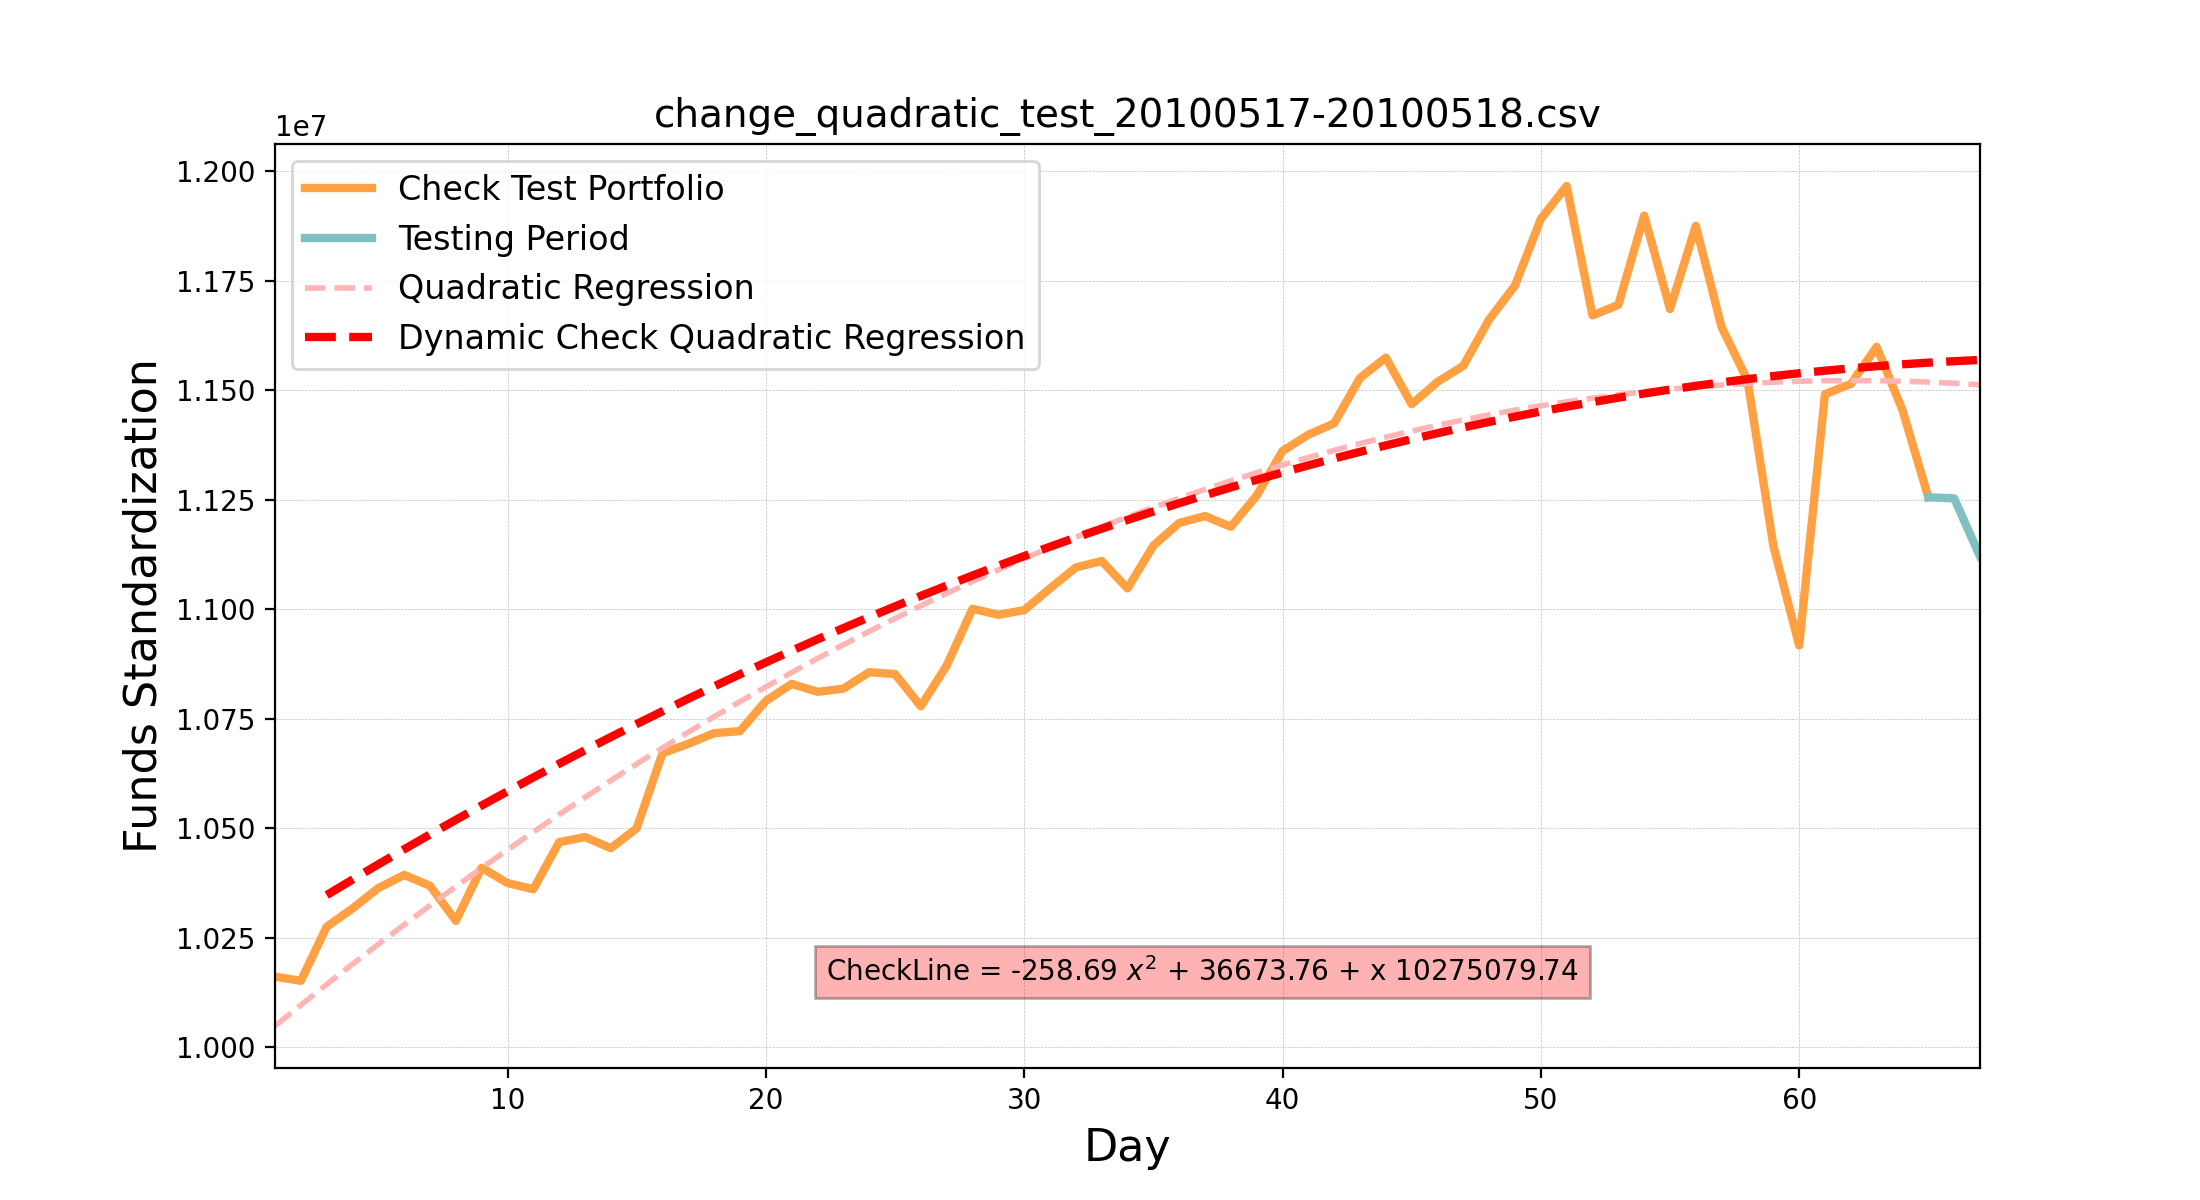 change_quadratic_test_20100517-20100518.csv
1e7
Check Test Portfolio
Testing Period
Quadratic Regression
Dynamic Check Quadratic Regression
1.200
1.175
1.150
1.125
1.100
1.075
1.050
1.025
1.000
Funds Standardization
CheckLine = -258.69 x² + 36673.76 + x 10275079.74
10 20 30 40 50 60
Day